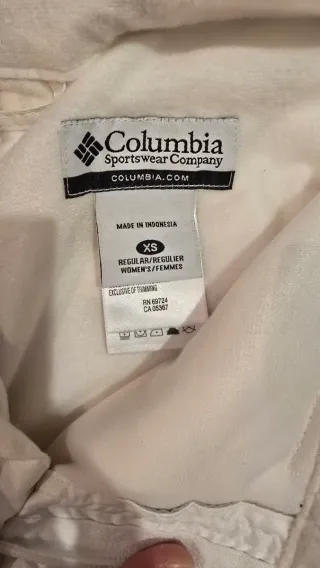 Columbia
Sportswear Company
COLUMBIA.COM
MADE IN INDONESIA
XS
REGULAR/REGULIER
WOMEN'S/FEMMES
EXCLUSIVE OF TRIMMING
RN 69724
CA 05367